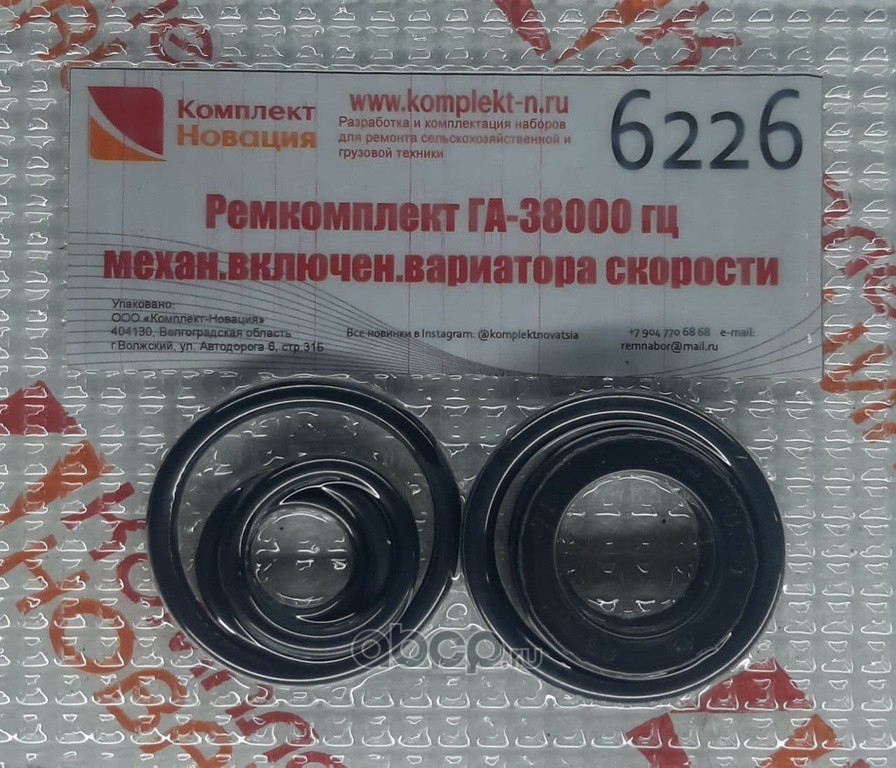 Комплект
Новация
www.komplekt-n.ru
Разработка и комплектация наборов
для ремонта сельскохозяйственной и
грузовой техники
6226
Ремкомплект ГА-38000 гц
механ.включен.вариатора скорости
Упаковано:
ООО «Комплект-Новация»
404130, Волгоградская область
г.Волжский, ул. Автодорога 6, стр.31Б
Все новинки в Instagram: @komplektnovatsia
+7 904 770 68 68 e-mail:
remnabor@mail.ru
abcp.ru